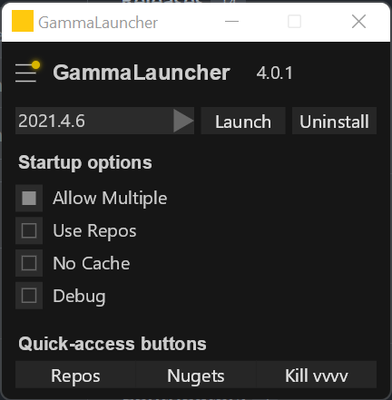 GammaLauncher
GammaLauncher 4.0.1
2021.4.6 Launch Uninstall
Startup options
Allow Multiple
Use Repos
No Cache
Debug
Quick-access buttons
Repos Nugets Kill vvvv